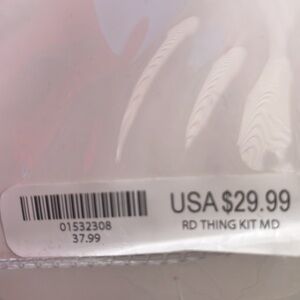 USA $29.99
01532308
RD THING KIT MD
37.99